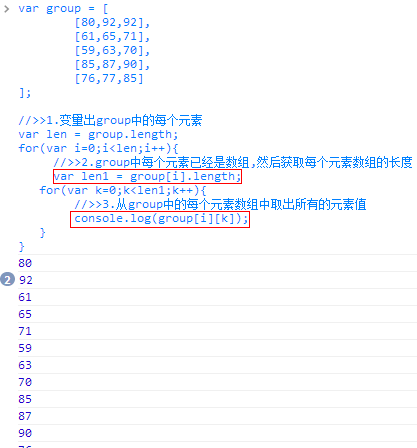 > var group = [
[80,92,92],
[61,65,71],
[59,63,70],
[85,87,90],
[76,77,85]
];
//>>1.变量出group中的每个元素
var len = group.length;
for(var i=0;i<len;i++){
//>>2.group中每个元素已经是数组,然后获取每个元素数组的长度
var len1 = group[i].length;
for(var k=0;k<len1;k++){
//>>3.从group中的每个元素数组中取出所有的元素值
console.log(group[i][k]);
}
}
80
2 92
61
65
71
59
63
70
85
87
90